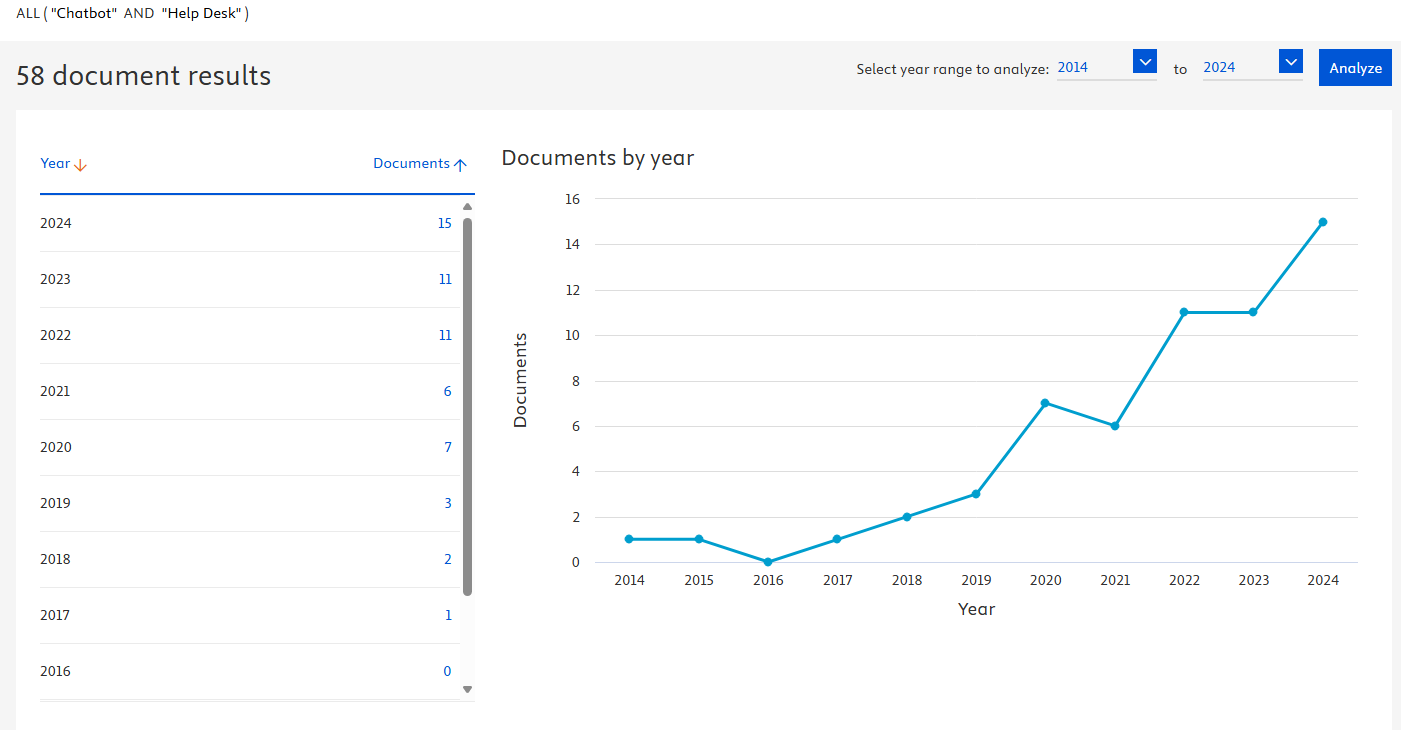 ALL ( "Chatbot" AND "Help Desk" )
58 document results
Select year range to analyze: 2014 to 2024 Analyze
Year Documents
2024 15
2023 11
2022 11
2021 6
2020 7
2019 3
2018 2
2017 1
2016 0
Documents by year
16
14
12
10
8
6
4
2
0
Documents
2014 2015 2016 2017 2018 2019 2020 2021 2022 2023 2024
Year